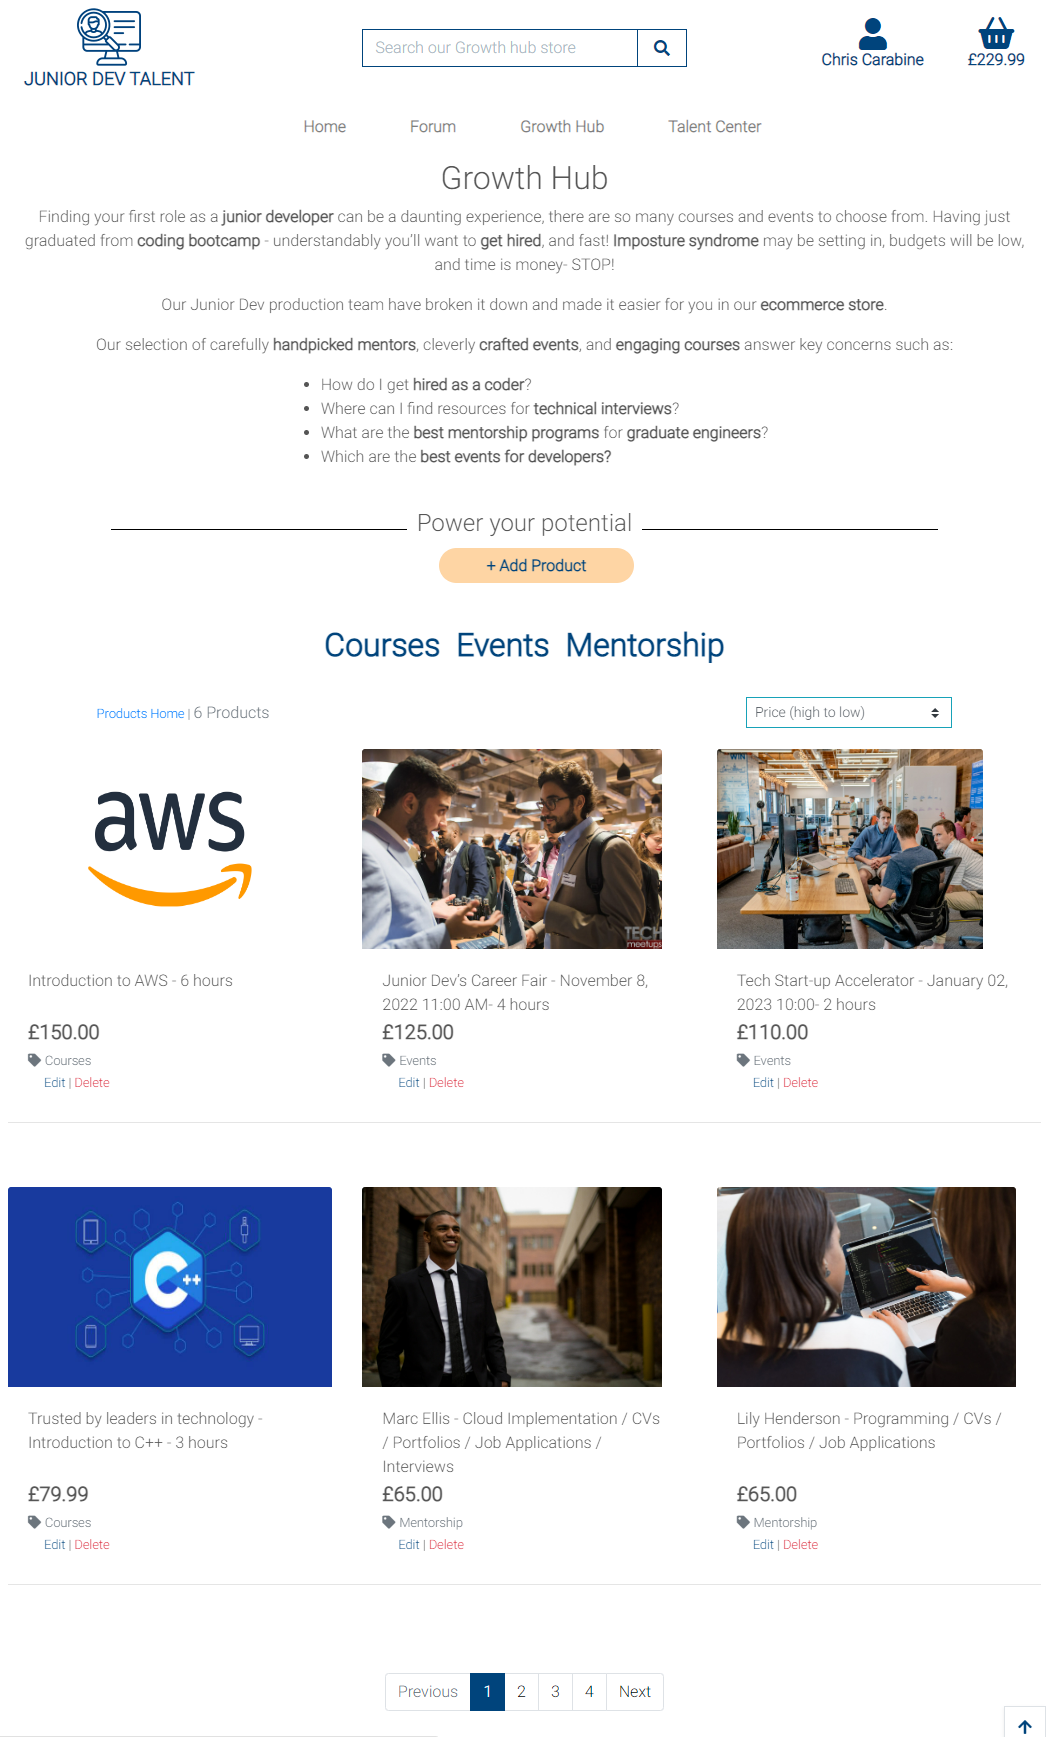 JUNIOR DEV TALENT
Search our Growth hub store
Chris Carabine
£229.99
Home Forum Growth Hub Talent Center
Growth Hub
Finding your first role as a junior developer can be a daunting experience, there are so many courses and events to choose from. Having just
graduated from coding bootcamp - understandably you'll want to get hired, and fast! Imposture syndrome may be setting in, budgets will be low,
and time is money- STOP!
Our Junior Dev production team have broken it down and made it easier for you in our ecommerce store.
Our selection of carefully handpicked mentors, cleverly crafted events, and engaging courses answer key concerns such as:
• How do I get hired as a coder?
• Where can I find resources for technical interviews?
• What are the best mentorship programs for graduate engineers?
• Which are the best events for developers?
Power your potential
+ Add Product
Courses Events Mentorship
Products Home | 6 Products
Price (high to low)
aws
TECH
meetups
WIN
Introduction to AWS - 6 hours
£150.00
Courses
Edit | Delete
Junior Dev's Career Fair - November 8,
2022 11:00 AM- 4 hours
£125.00
Events
Edit | Delete
Tech Start-up Accelerator - January 02,
2023 10:00- 2 hours
£110.00
Events
Edit | Delete
C++
Trusted by leaders in technology -
Introduction to C++ - 3 hours
£79.99
Courses
Edit | Delete
Marc Ellis - Cloud Implementation / CVs
/ Portfolios / Job Applications /
Interviews
£65.00
Mentorship
Edit | Delete
Lily Henderson - Programming / CVs /
Portfolios / Job Applications
£65.00
Mentorship
Edit | Delete
Previous 1 2 3 4 Next